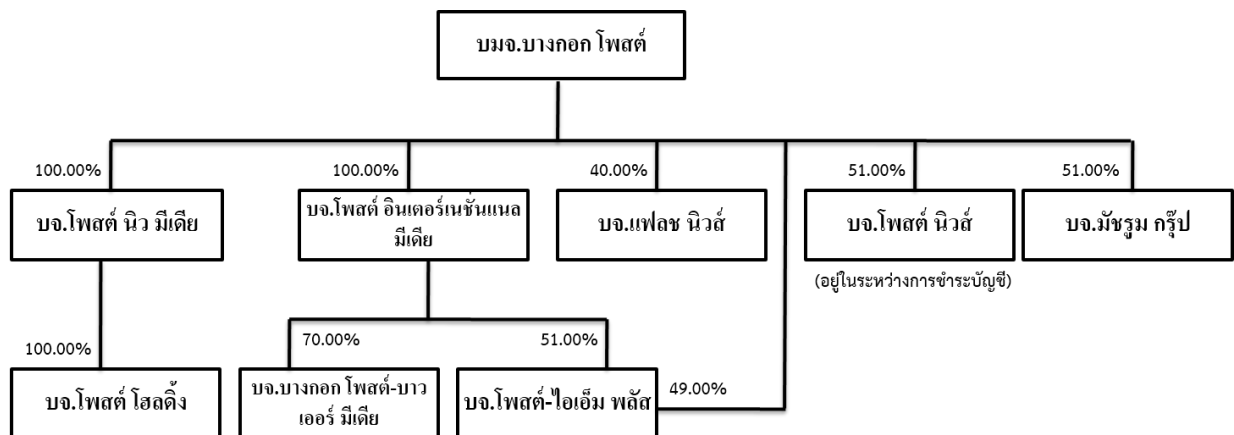 บมจ.บางกอก โพสต์
100.00%
100.00%
40.00%
51.00%
51.00%
บจ.โพสต์ นิว มีเดีย
บจ.โพสต์ อินเตอร์เนชั่นแนล
มีเดีย
บจ.แฟลช นิวส์
บจ.โพสต์ นิวส์
บจ.มัชรูม กรุ๊ป
(อยู่ในระหว่างการชำระบัญชี)
100.00%
70.00%
51.00%
บจ.โพสต์ โฮลดิ้ง
บจ.บางกอก โพสต์-บาว
เออร์ มีเดีย
บจ.โพสต์-ไอเอ็ม พลัส
49.00%